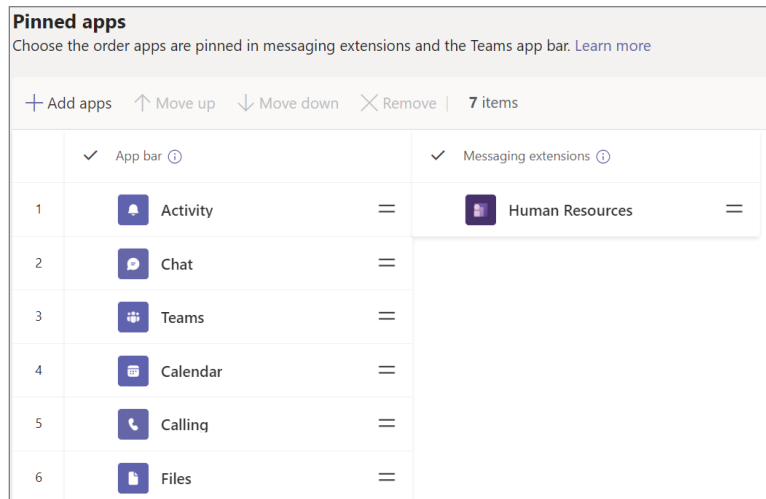 Pinned apps
Choose the order apps are pinned in messaging extensions and the Teams app bar. Learn more
Add apps Move up Move down Remove 7 items
App bar Messaging extensions
1 Activity Human Resources
2 Chat
3 Teams
4 Calendar
5 Calling
6 Files